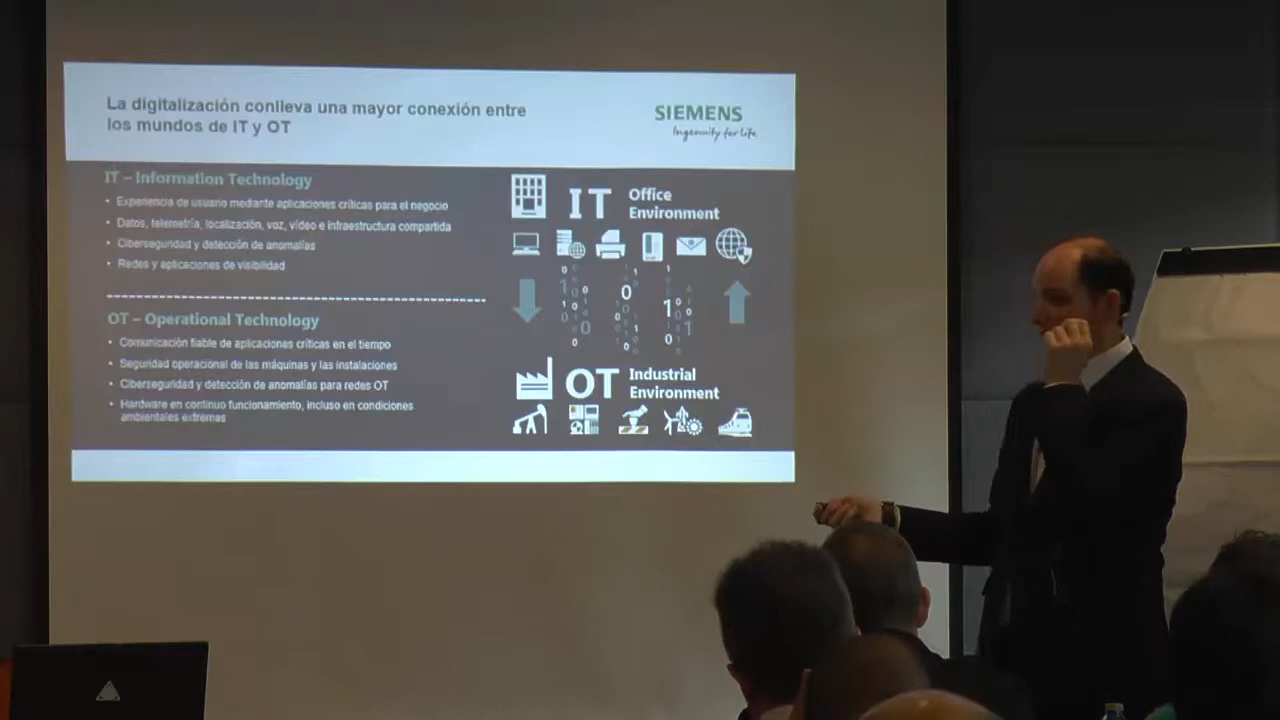 La digitalización conlleva una mayor conexión entre
los mundos de IT y OT
SIEMENS
Ingenuity for life
IT – Information Technology
• Experiencia de usuario mediante aplicaciones críticas para el negocio
• Datos, telemetría, localización, voz, vídeo e infraestructura compartida
• Ciberseguridad y detección de anomalías
• Redes y aplicaciones de visibilidad
OT – Operational Technology
• Comunicación fiable de aplicaciones críticas en el tiempo
• Seguridad operacional de las máquinas y las instalaciones
• Ciberseguridad y detección de anomalías para redes OT
• Hardware en continuo funcionamiento, incluso en condiciones
ambientales extremas
IT
Office
Environment
OT
Industrial
Environment